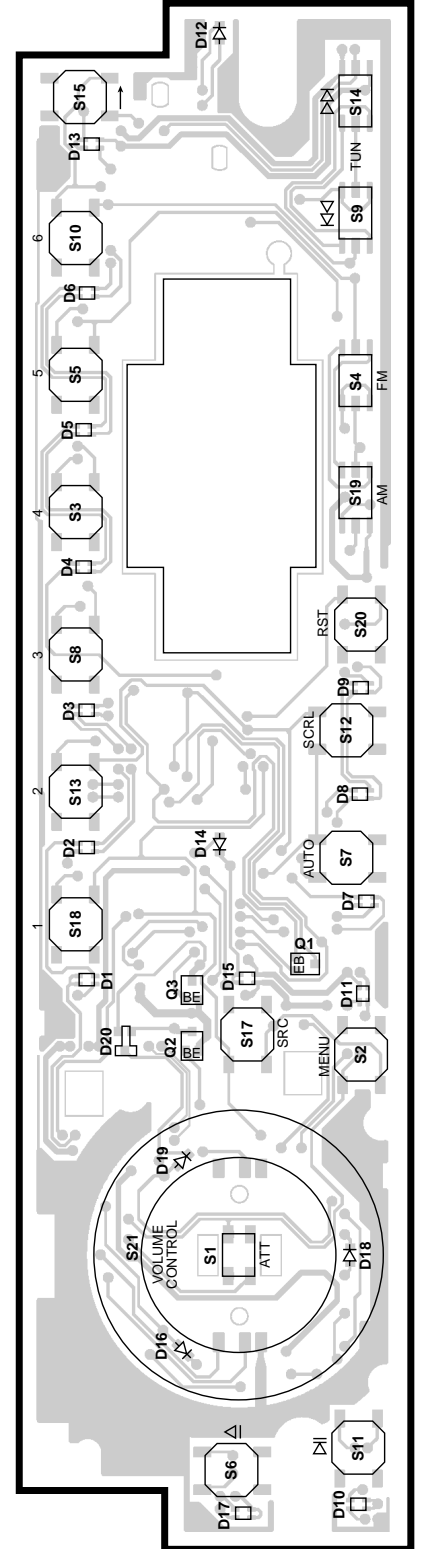 D12
S15
D13
S14
TUN
S9
6
S10
D6
5
S5
D5
S4
FM
4
S3
D4
S19
AM
3
S8
D3
RST
S20
D9
SCRL
S12
2
S13
D2
D14
D8
AUTO
S7
D7
1
S18
D1
Q3
BE
D15
Q1
EB
D11
D20
Q2
BE
S17
SRC
MENU
S2
D19
S21
VOLUME
CONTROL
S1
ATT
D18
D16
S6
D17
S11
D10